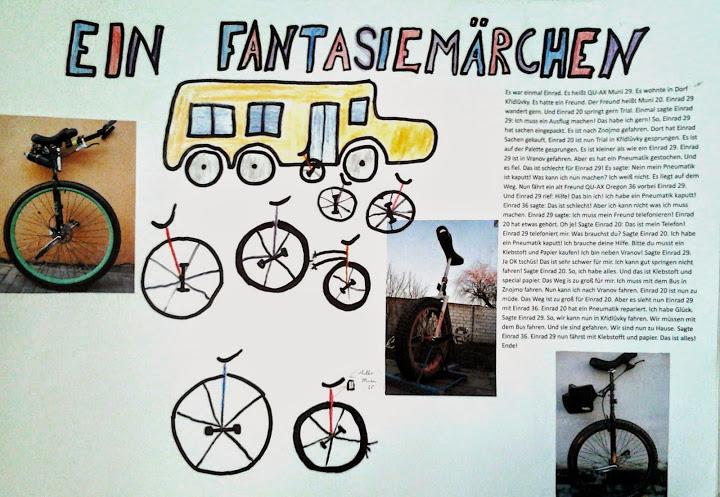 EIN FANTASIEMÄRCHEN
Es war einmal Einrad. Es heißt QU-AX Muni 29. Es wohnte in Dorf
Křidlůvky. Es hatte ein Freund. Der Freund heißt Muni 20. Einrad 29
wandert gern. Und Einrad 20 springt gern Trial. Einmal sagte Einrad
29: Ich muss ein Ausflug machen! Das habe ich gern! So, Einrad 29
hat sachen eingepackt. Es ist nach Znojmo gefahren. Dort hat Einrad
Sachen gekauft. Einrad 20 ist nun Trial in Křidlůvky gesprungen. Es ist
auf der Palette gesprungen. Es ist kleiner als wie ein Einrad 29. Einrad
29 ist in Vranov gefahren. Aber es hat ein Pneumatik gestochen. Und
es fiel. Das ist schlecht für Einrad 29! Es sagte: Nein mein Pneumatik
ist kaputt! Was kann ich nun machen? Ich weiß nicht. Es liegt auf dem
Weg. Nun fährt ein alt Freund QU-AX Oregon 36 vorbei Einrad 29.
Und Einrad 29 rief: Hilfe! Das bin ich! Ich habe ein Pneumatik kaputt!
Einrad 36 sagte: Das ist schlecht! Aber ich kann nicht was ich muss
machen. Einrad 29 sagte: Ich muss mein Freund telefonieren! Einrad
20 hat etwas gehört. Oh je! Sagte Einrad 20: Das ist mein Telefon!
Einrad 29 telefoniert mir. Was brauchst du? Sagte Einrad 20. Ich habe
ein Pneumatik kaputt! Ich brauche deine Hilfe. Bitte du musst ein
Klebstoff und Papier kaufen! Ich bin neben Vranov! Sagte Einrad 29.
Ja OK tschüs! Das ist sehr schwer für mir. Ich kann gut springen nicht
fahren! Sagte Einrad 20. So, ich habe alles. Und das ist Klebstoft und
special papier. Das Weg is zu groß für mir. Ich muss mit dem Bus in
Znojmo fahren. Nun kann ich nach Vranov fahren. Einrad 20 ist nun zu
müde. Das Weg ist zu groß für Einrad 20. Aber es sieht nun Einrad 29
mit Einrad 36. Einrad 20 hat ein Pneumatik repariert. Ich habe Glück.
Sagte Einrad 29. So, wir kann nun in Křidlůvky fahren. Wir müssen mit
dem Bus fahren. Und sie sind gefahren. Wir sind nun zu Hause. Sagte
Einrad 36. Einrad 29 nun fährst mit Klebstoftt und papier. Das ist alles!
Ende!